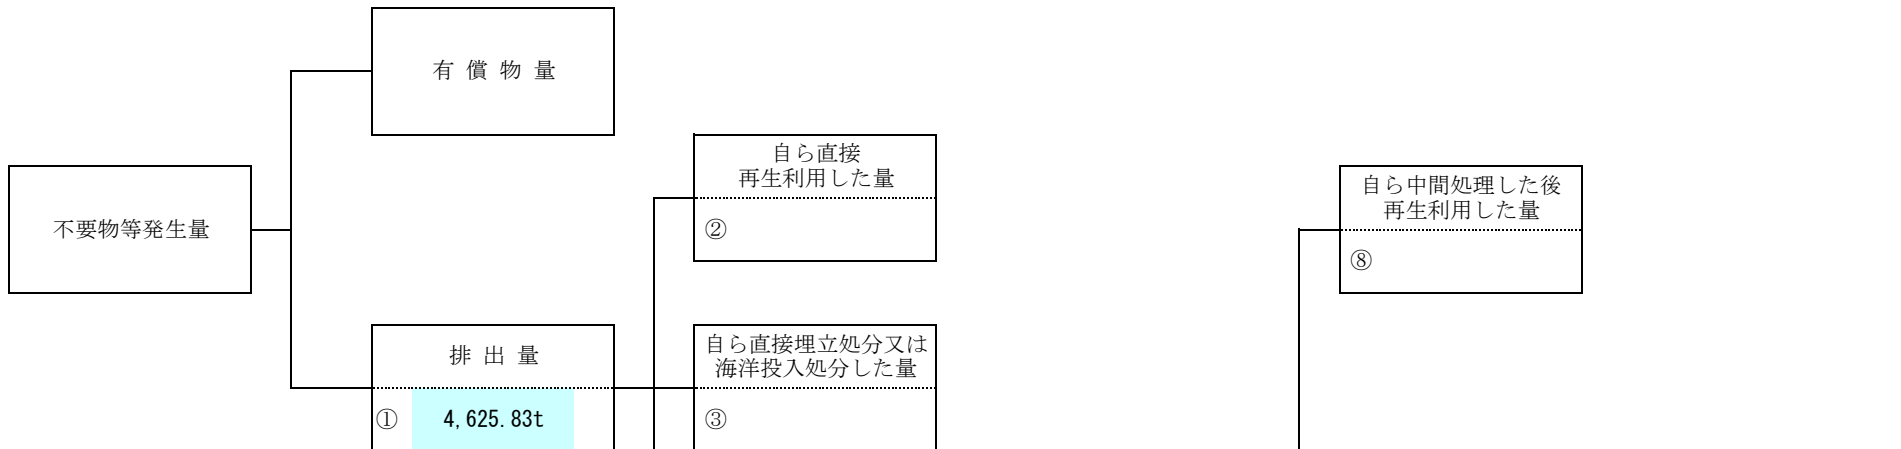 有 償 物 量
自ら直接
再生利用した量
②
自ら中間処理した後
再生利用した量
⑧
不要物等発生量
排 出 量
① 4,625.83t
自ら直接埋立処分又は
海洋投入処分した量
③